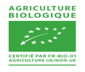 AGRICULTURE
BIOLOGIQUE
CERTIFIÉ PAR FR-BIO-01
AGRICULTURE UE/NON-UE